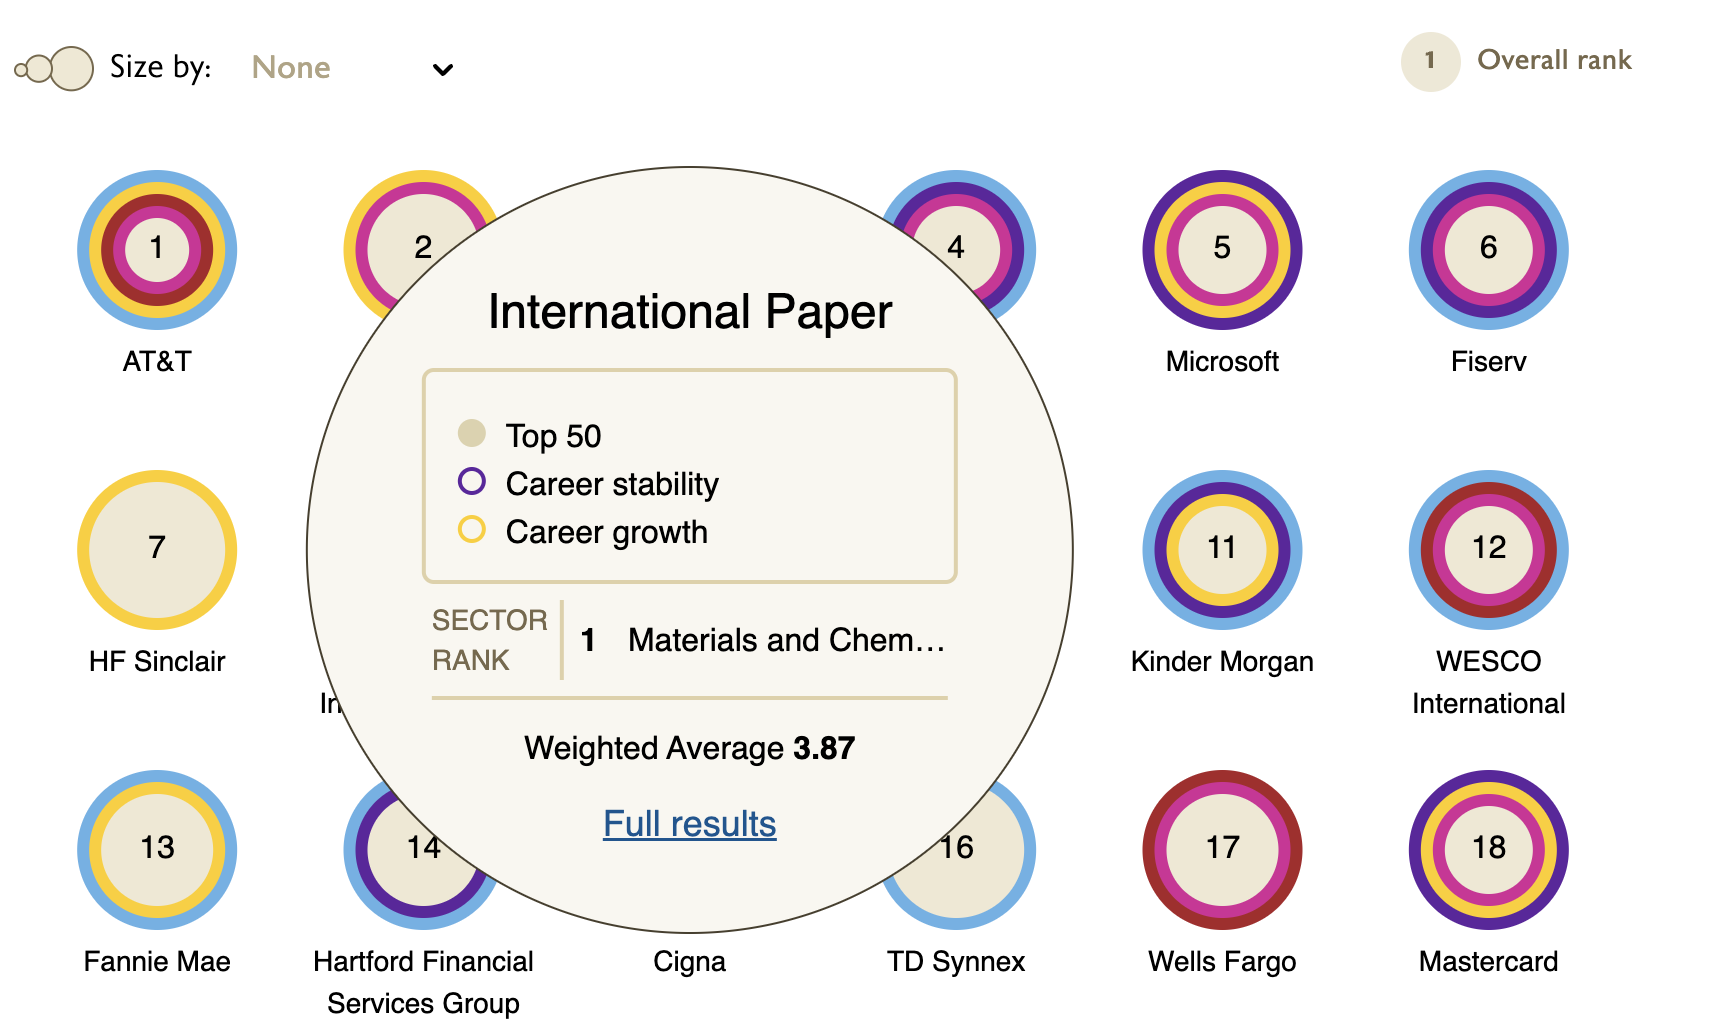 Size by: None
1 Overall rank
1
2
4
5
6
AT&T
Microsoft
Fiserv
International Paper
Top 50
Career stability
Career growth
SECTOR
RANK
1 Materials and Chem...
Weighted Average 3.87
Full results
7
11
12
HF Sinclair
Kinder Morgan
WESCO
International
13
14
16
17
18
Fannie Mae
Hartford Financial
Services Group
Cigna
TD Synnex
Wells Fargo
Mastercard